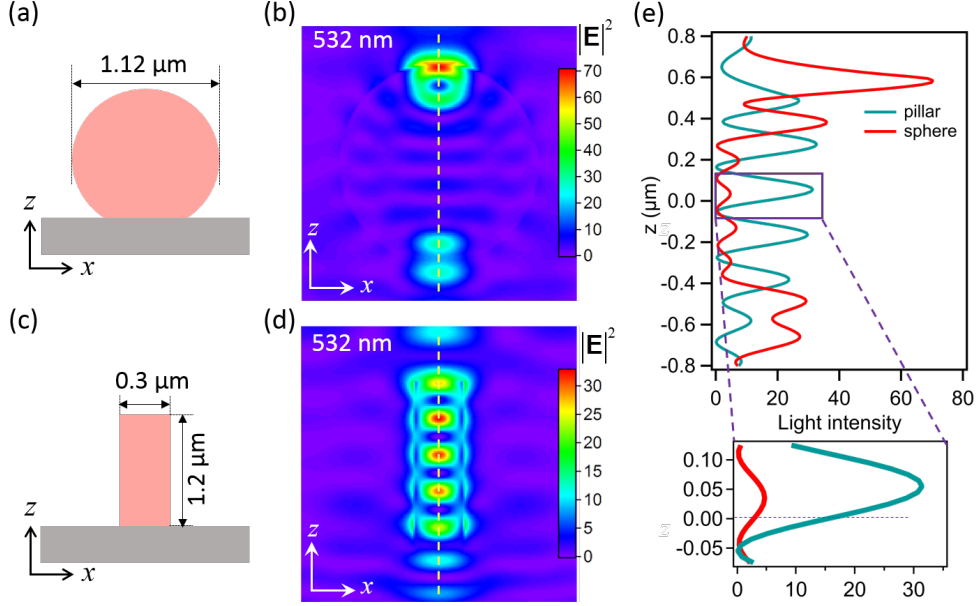 (a)
1.12 μm
z
x
(b)
532 nm
|E|²
70
60
50
40
30
20
10
0
z
x
(c)
0.3 μm
1.2 μm
z
x
(d)
532 nm
|E|²
30
25
20
15
10
5
0
z
x
(e)
0.8
0.6
0.4
0.2
0.0
-0.2
-0.4
-0.6
-0.8
z (μm)
pillar
sphere
0 20 40 60 80
Light intensity
0.10
0.05
0.00
-0.05
0 10 20 30